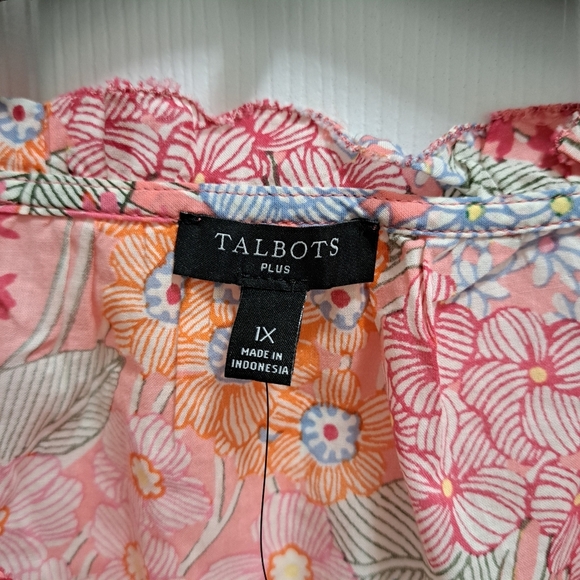 TALBOTS
PLUS
1X
MADE IN
INDONESIA